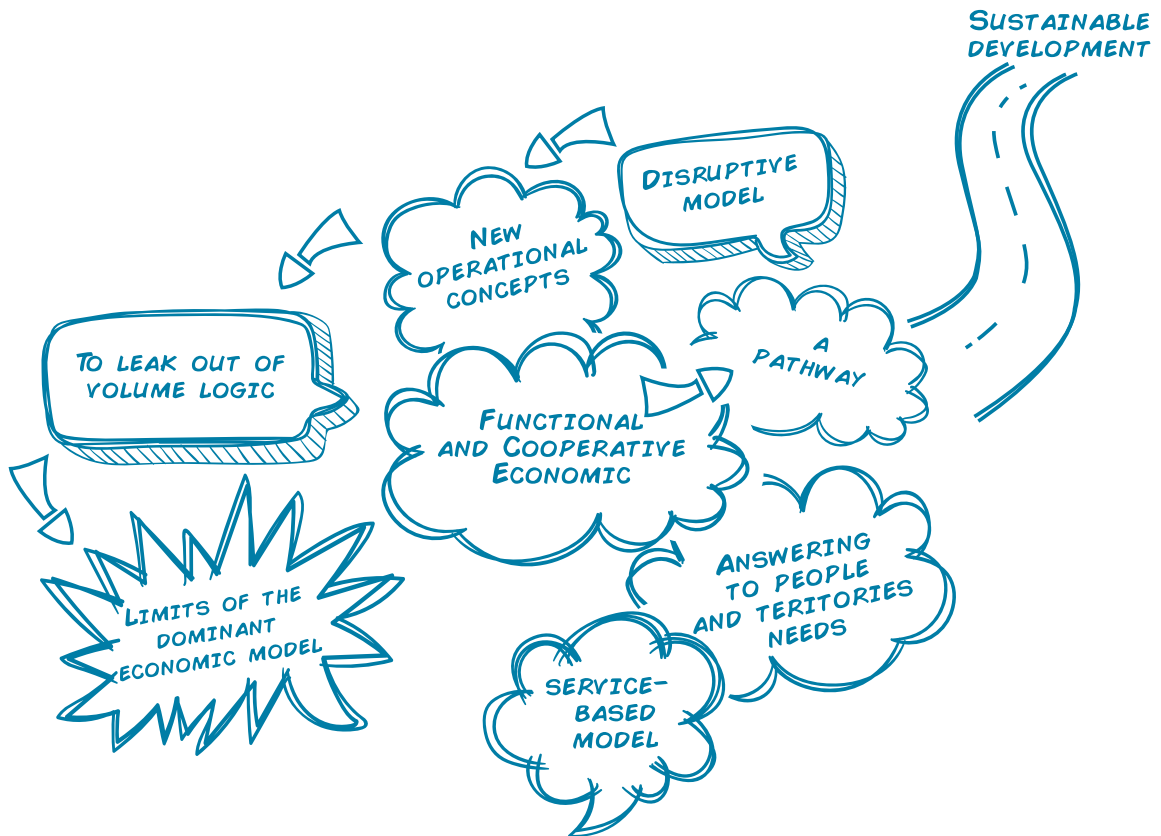 Sustainable
development
Disruptive
model
New
operational
concepts
A
pathway
To leak out of
volume logic
Functional
and Cooperative
Economic
Limits of the
dominant
economic model
Answering
to people
and teritories
needs
service-
based
model